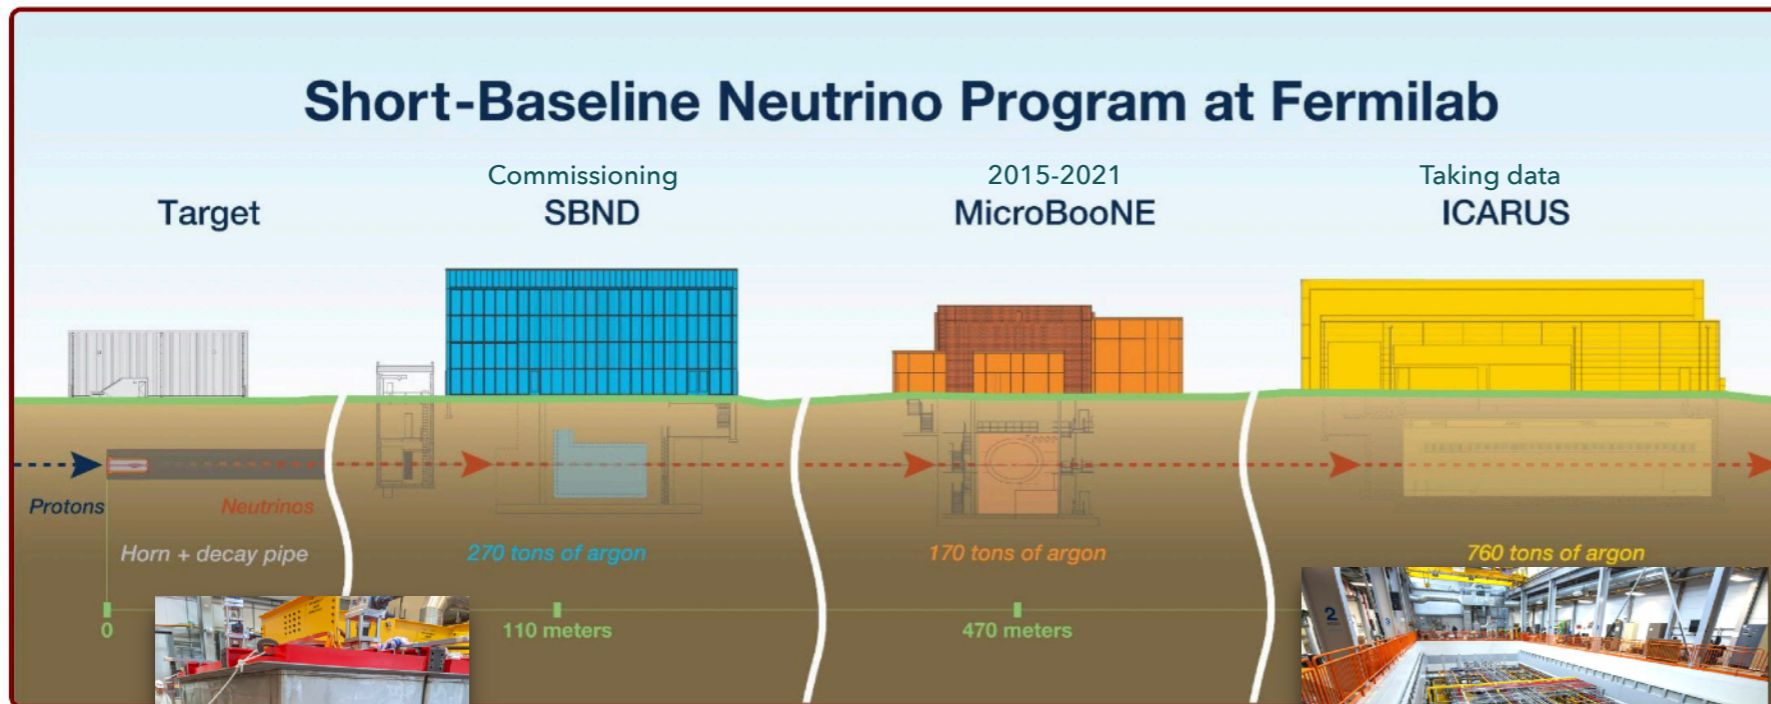 Short-Baseline Neutrino Program at Fermilab
Commissioning
2015-2021
Taking data
Target
SBND
MicroBooNE
ICARUS
Protons
Neutrinos
Horn + decay pipe
270 tons of argon
170 tons of argon
760 tons of argon
0
110 meters
470 meters
2